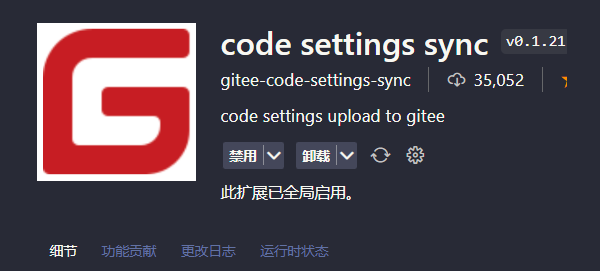 code settings sync v0.1.21
gitee-code-settings-sync 35,052
code settings upload to gitee
禁用 卸载
此扩展已全局启用。
细节 功能贡献 更改日志 运行时状态